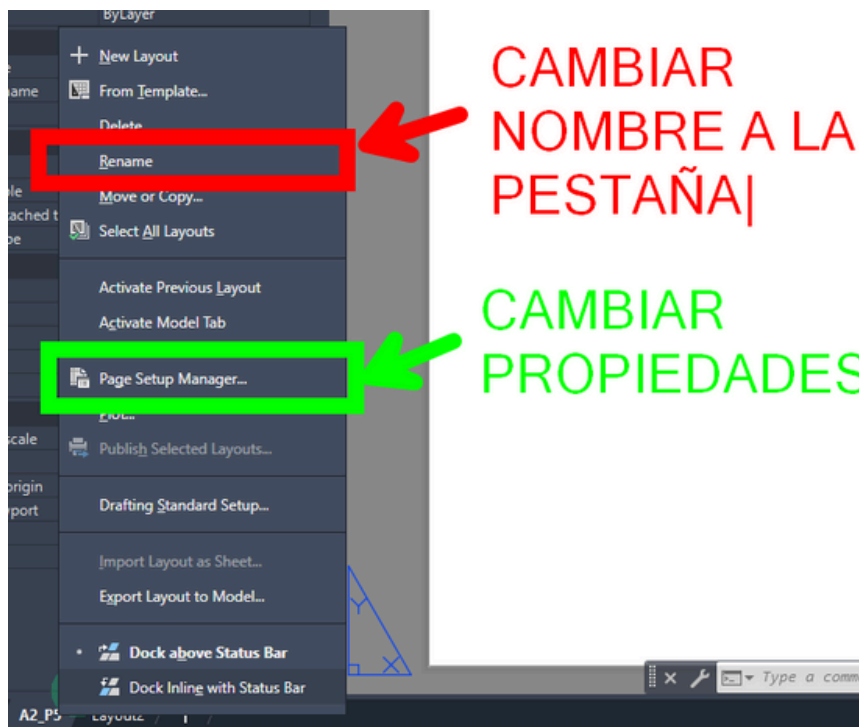 ByLayer
New Layout
From Template...
Delete
Rename
Move or Copy...
Select All Layouts
Activate Previous Layout
Activate Model Tab
Page Setup Manager...
Plot...
Publish Selected Layouts...
Drafting Standard Setup...
Import Layout as Sheet...
Export Layout to Model...
Dock above Status Bar
Dock Inline with Status Bar
ame
ached t
scale
origin
port
CAMBIAR
NOMBRE A LA
PESTAÑA
CAMBIAR
PROPIEDADES
Y
X
Type a comm
A2_P5 Layout2